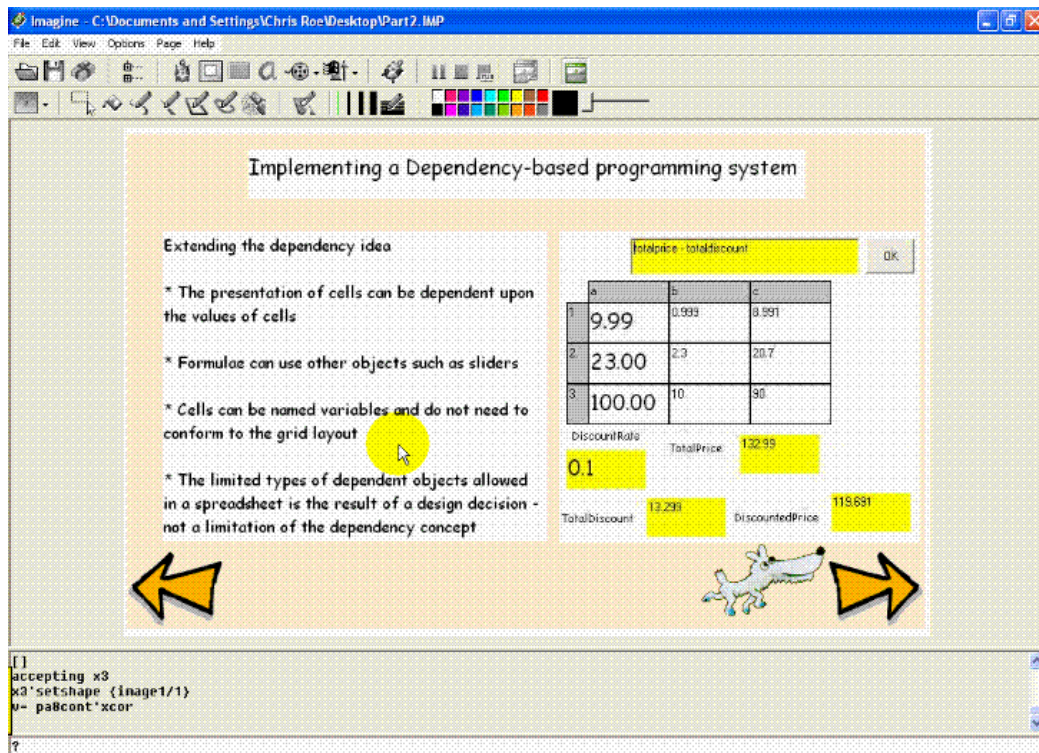 Imagine - C:\Documents and Settings\Chris Roe\Desktop\Part2.IMP
File Edit View Options Page Help
Implementing a Dependency-based programming system
Extending the dependency idea
* The presentation of cells can be dependent upon
the values of cells
* Formulae can use other objects such as sliders
* Cells can be named variables and do not need to
conform to the grid layout
* The limited types of dependent objects allowed
in a spreadsheet is the result of a design decision -
not a limitation of the dependency concept
totalprice - totaldiscount
OK
a b c
1 9.99 0.999 8.991
2 23.00 2.3 20.7
3 100.00 10 90
DiscountRate
0.1
TotalPrice 132.99
TotalDiscount 13.299
DiscountedPrice 119.691
[]
accepting x3
x3'setshape {image1/1}
v- pa8cont'xcor
?